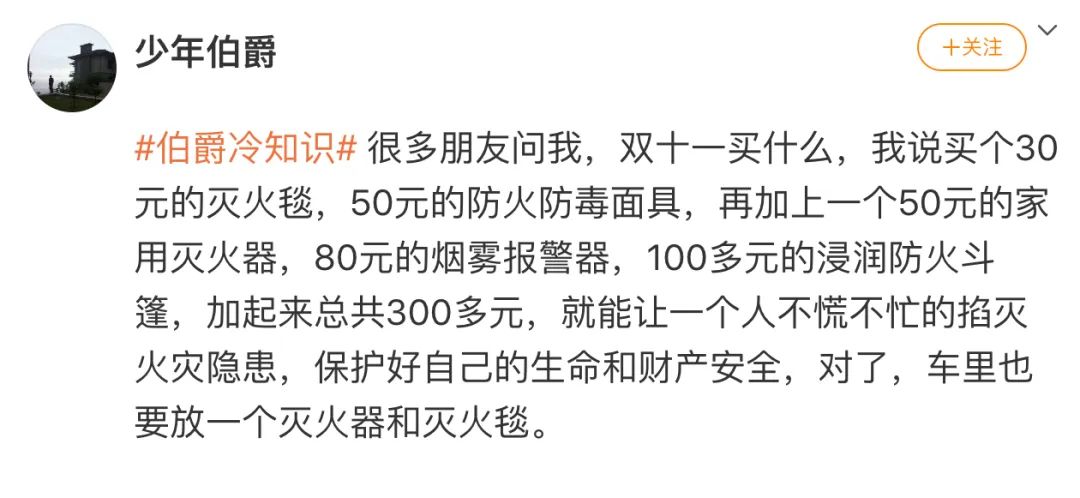 少年伯爵
+关注
#伯爵冷知识# 很多朋友问我，双十一买什么，我说买个30
元的灭火毯，50元的防火防毒面具，再加上一个50元的家
用灭火器，80元的烟雾报警器，100多元的浸润防火斗
篷，加起来总共300多元，就能让一个人不慌不忙的掐灭
火灾隐患，保护好自己的生命和财产安全，对了，车里也
要放一个灭火器和灭火毯。